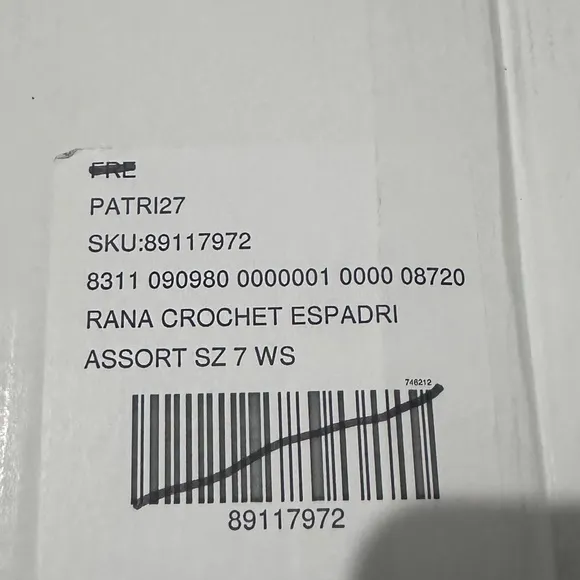 FRE
PATRI27
SKU:89117972
8311 090980 0000001 0000 08720
RANA CROCHET ESPADRI
ASSORT SZ 7 WS
746212
89117972